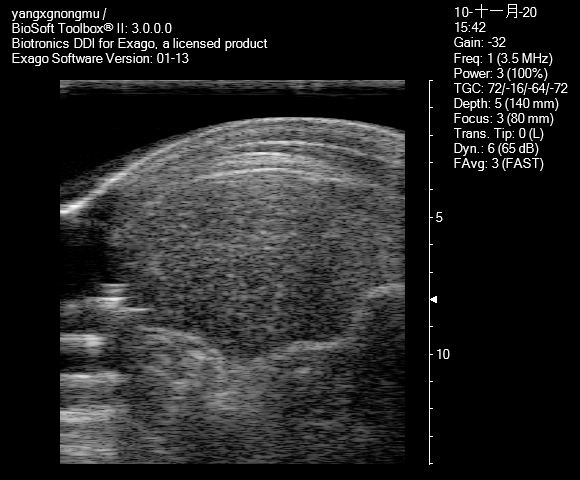 yangxgnongmu /
BioSoft Toolbox® II: 3.0.0.0
Biotronics DDI for Exago, a licensed product
Exago Software Version: 01-13
10-十一月-20
15:42
Gain: -32
Freq: 1 (3.5 MHz)
Power: 3 (100%)
TGC: 72/-16/-64/-72
Depth: 5 (140 mm)
Focus: 3 (80 mm)
Trans. Tip: 0 (L)
Dyn.: 6 (65 dB)
FAvg: 3 (FAST)
5
10